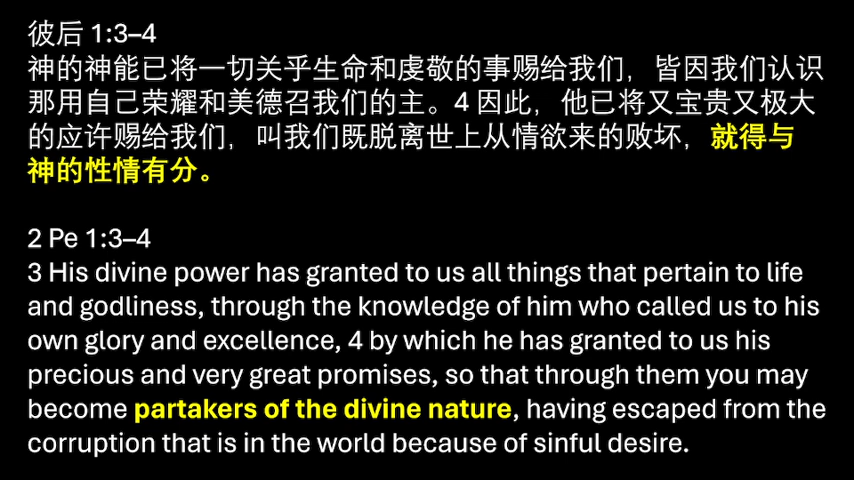 彼后 1:3–4
神的神能已将一切关乎生命和虔敬的事赐给我们，皆因我们认识
那用自己荣耀和美德召我们的主。4 因此，他已将又宝贵又极大
的应许赐给我们，叫我们既脱离世上从情欲来的败坏，就得与
神的性情有分。
2 Pe 1:3–4
3 His divine power has granted to us all things that pertain to life
and godliness, through the knowledge of him who called us to his
own glory and excellence, 4 by which he has granted to us his
precious and very great promises, so that through them you may
become partakers of the divine nature, having escaped from the
corruption that is in the world because of sinful desire.